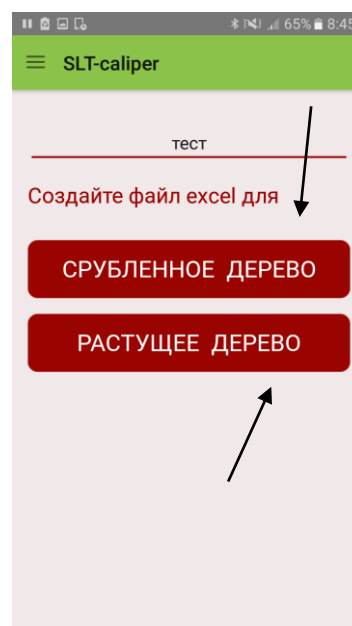 65% 8:45
SLT-caliper
тест
Создайте файл excel для
СРУБЛЕННОЕ ДЕРЕВО
РАСТУЩЕЕ ДЕРЕВО